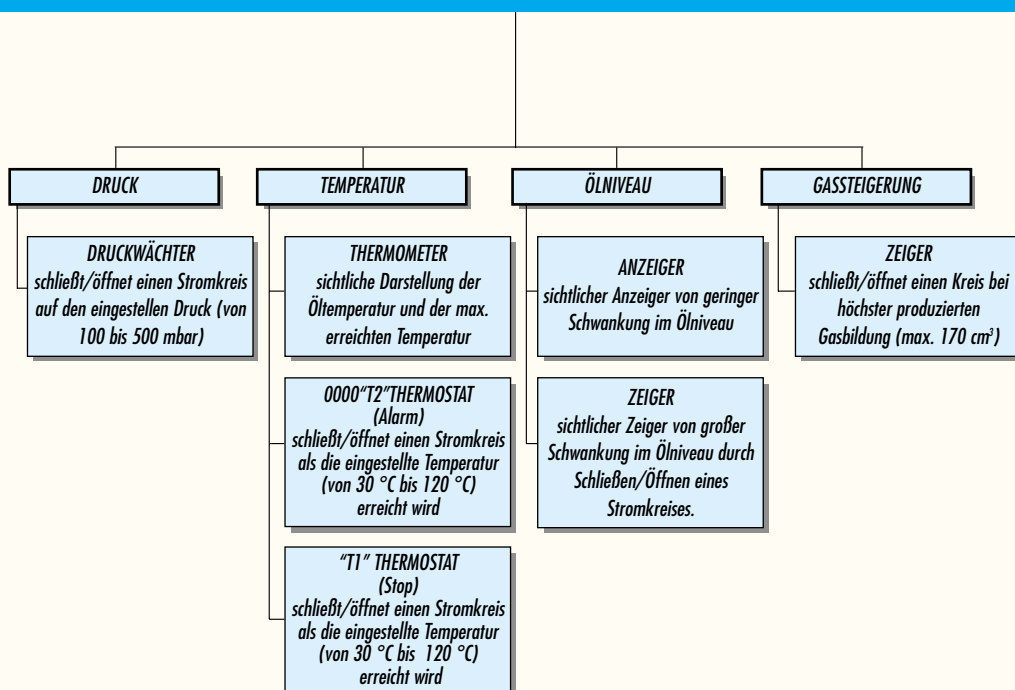 DRUCK
DRUCKWÄCHTER
schließt/öffnet einen Stromkreis
auf den eingestellen Druck (von
100 bis 500 mbar)
TEMPERATUR
THERMOMETER
sichtliche Darstellung der
Öltemperatur und der max.
erreichten Temperatur
0000“T2”THERMOSTAT
(Alarm)
schließt/öffnet einen Stromkreis
als die eingestellte Temperatur
(von 30 °C bis 120 °C)
erreicht wird
“T1” THERMOSTAT
(Stop)
schließt/öffnet einen Stromkreis
als die eingestellte Temperatur
(von 30 °C bis 120 °C)
erreicht wird
ÖLNIVEAU
ANZEIGER
sichtlicher Anzeiger von geringer
Schwankung im Ölniveau
ZEIGER
sichtlicher Zeiger von großer
Schwankung im Ölniveau durch
Schließen/Öffnen eines
Stromkreises.
GASSTEIGERUNG
ZEIGER
schließt/öffnet einen Kreis bei
höchster produzierten
Gasbildung (max. 170 cm³)